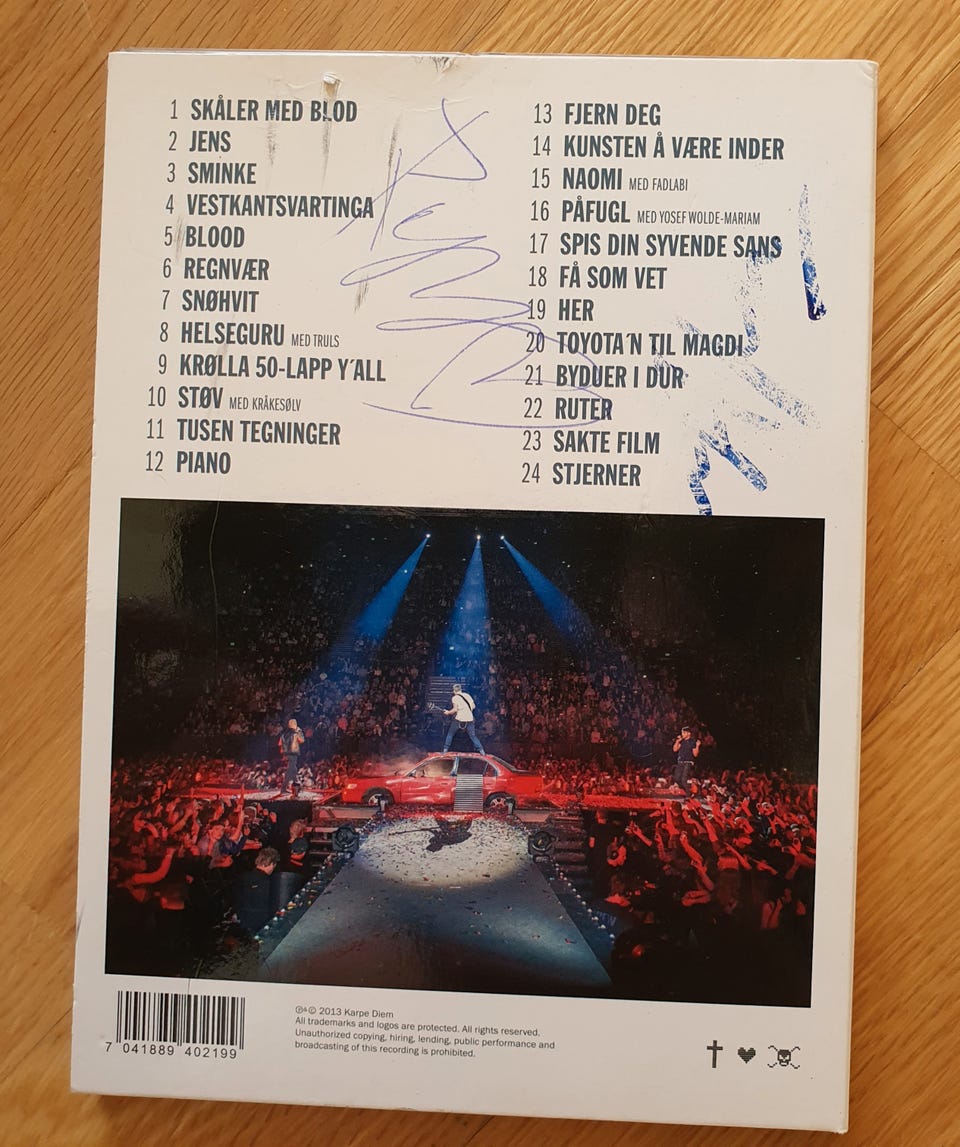 1 SKÅLER MED BLOD
2 JENS
3 SMINKE
4 VESTKANTSVARTINGA
5 BLOOD
6 REGNVÆR
7 SNØHVIT
8 HELSEGURU MED TRULS
9 KRØLLA 50-LAPP Y´ALL
10 STØV MED KRÅKESØLV
11 TUSEN TEGNINGER
12 PIANO
13 FJERN DEG
14 KUNSTEN Å VÆRE INDER
15 NAOMI MED FADLABI
16 PÅFUGL MED YOSEF WOLDE-MARIAM
17 SPIS DIN SYVENDE SANS
18 FÅ SOM VET
19 HER
20 TOYOTA´N TIL MAGDI
21 BYDUER I DUR
22 RUTER
23 SAKTE FILM
24 STJERNER
7 041889 402199
℗&© 2013 Karpe Diem
All trademarks and logos are protected. All rights reserved.
Unauthorized copying, hiring, lending, public performance and
broadcasting of this recording is prohibited.